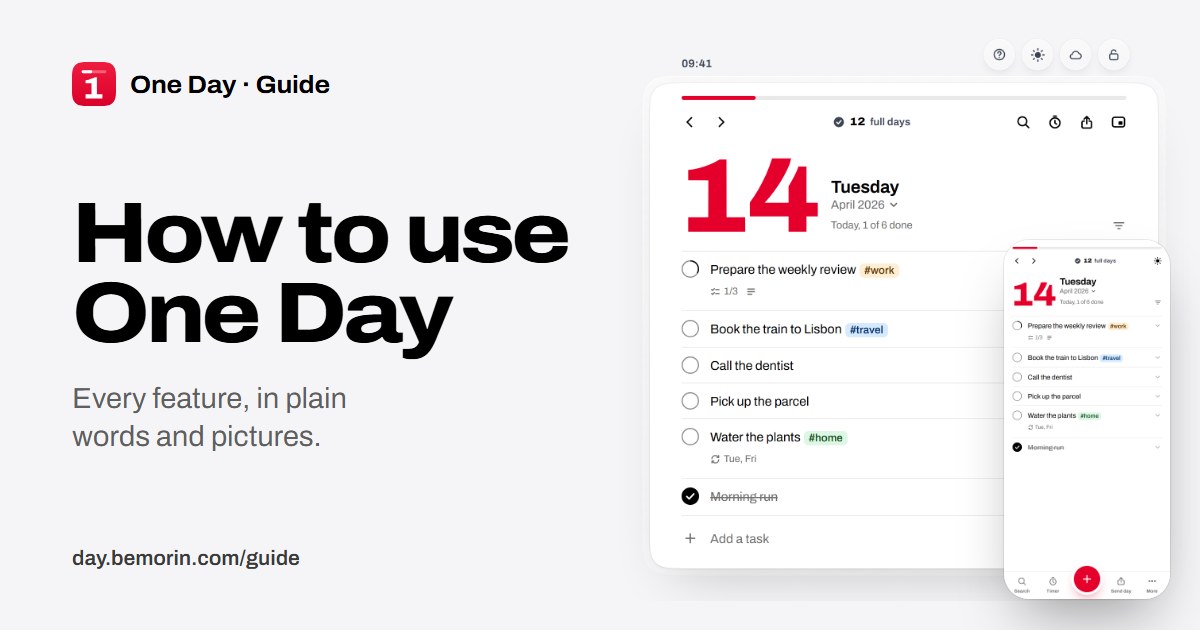 1
One Day · Guide
How to use
One Day
Every feature, in plain
words and pictures.
day.bemorin.com/guide
09:41
12 full days
14
Tuesday
April 2026
Today, 1 of 6 done
Prepare the weekly review #work
1/3
Book the train to Lisbon #travel
Call the dentist
Pick up the parcel
Water the plants #home
Tue, Fri
Morning run
Add a task
12 full days
14
Tuesday
April 2026
Today, 1 of 6 done
Prepare the weekly review #work
1/3
Book the train to Lisbon #travel
Call the dentist
Pick up the parcel
Water the plants #home
Tue, Fri
Morning run
Search
Timer
Send day
More